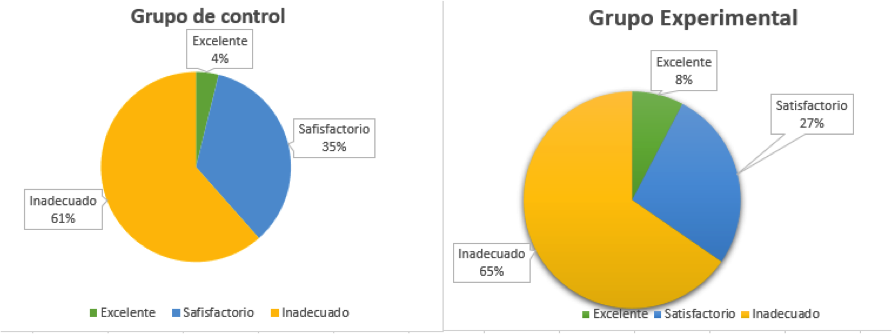 Grupo de control
Excelente
4%
Safisfactorio
35%
Inadecuado
61%
Excelente Safisfactorio Inadecuado
Grupo Experimental
Excelente
8%
Satisfactorio
27%
Inadecuado
65%
Excelente Satisfactorio Inadecuado